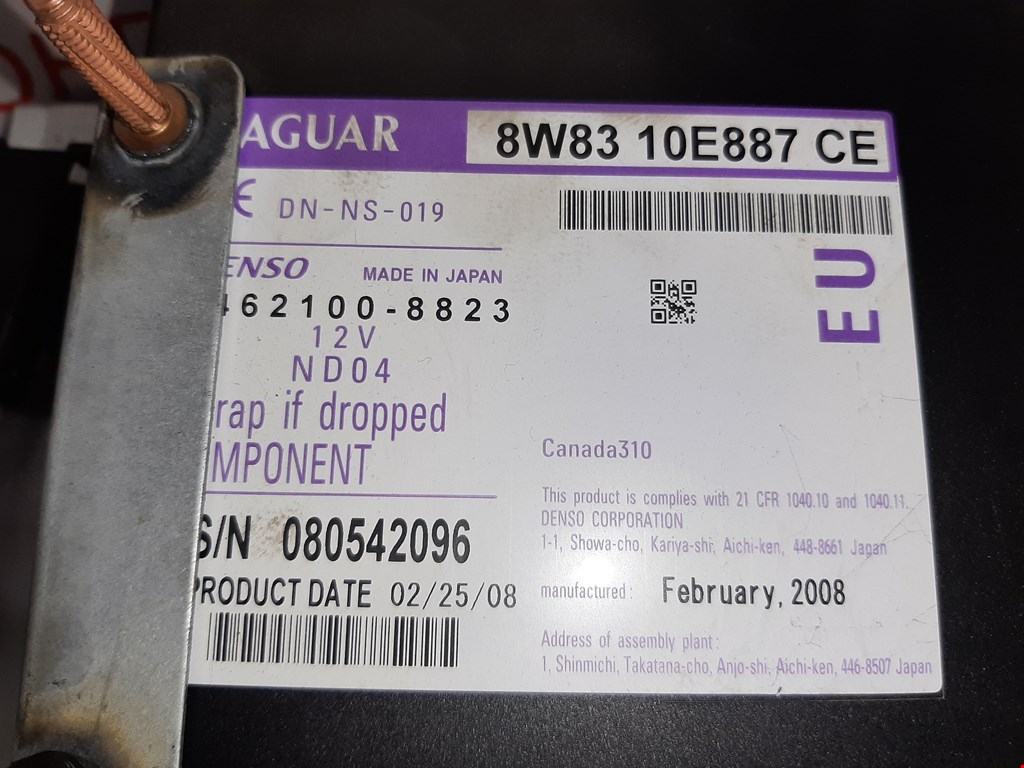 AGUAR
8W83 10E887 CE
CE DN-NS-019
EU
ENSO MADE IN JAPAN
462100-8823
12V
ND04
rap if dropped
MPONENT
Canada310
This product is complies with 21 CFR 1040.10 and 1040.11.
DENSO CORPORATION
1-1, Showa-cho, Kariya-shi, Aichi-ken, 448-8661 Japan
S/N 080542096
PRODUCT DATE 02/25/08
manufactured: February, 2008
Address of assembly plant:
1, Shinmichi, Takatana-cho, Anjo-shi, Aichi-ken, 446-8507 Japan